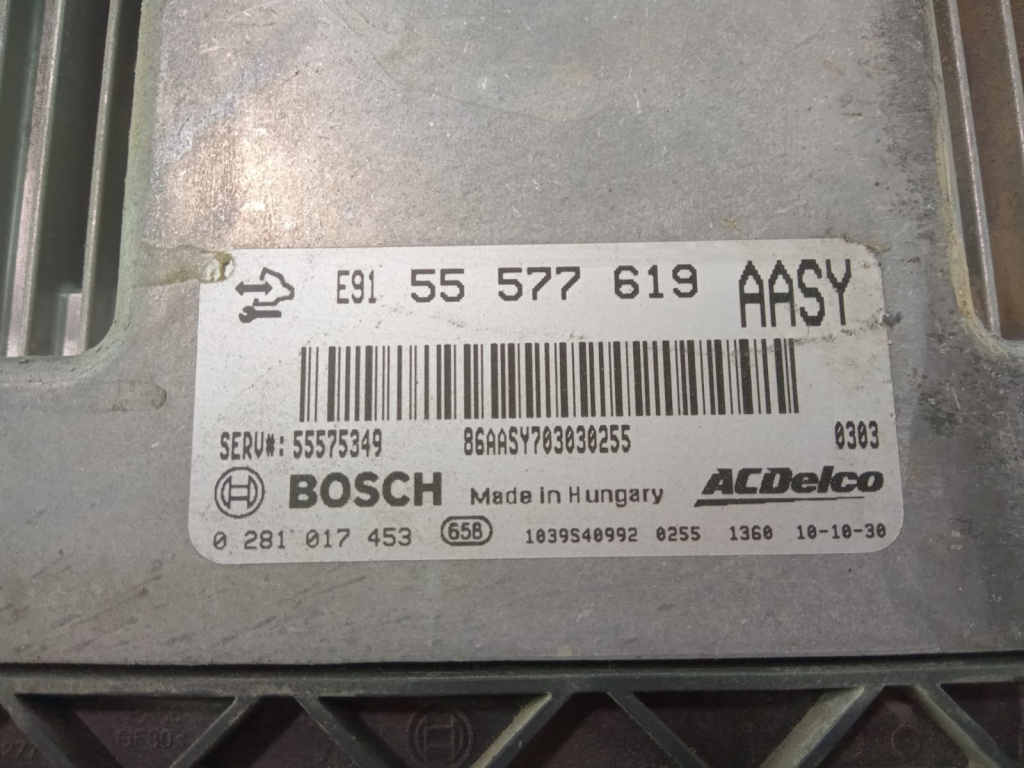 E91 55 577 619 AASY
SERV#: 55575349 86AASY703030255 0303
BOSCH Made in Hungary ACDelco
0 281 017 453 65B 1039S40992 0255 1360 10-10-30